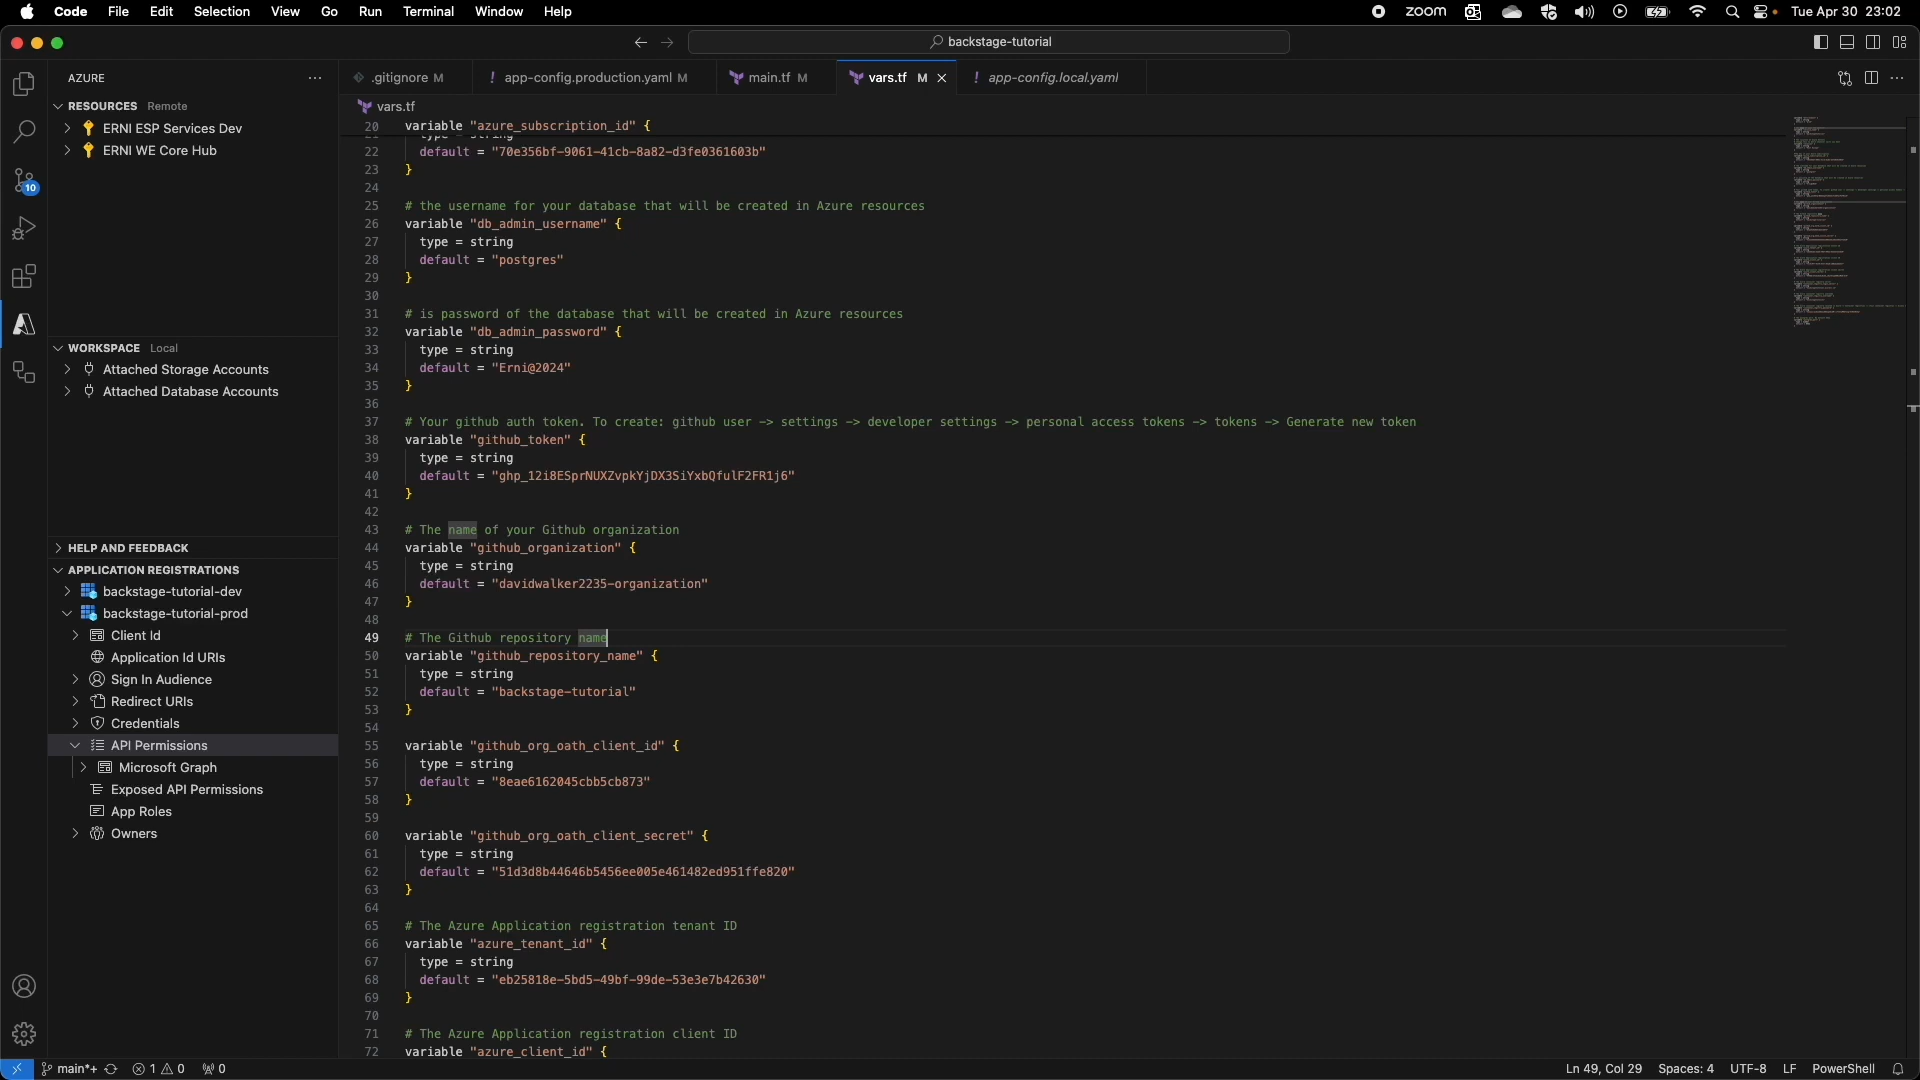 Code File Edit Selection View Go Run Terminal Window Help
zoom Tue Apr 30 23:02
backstage-tutorial
AZURE
RESOURCES Remote
ERNI ESP Services Dev
ERNI WE Core Hub
WORKSPACE Local
Attached Storage Accounts
Attached Database Accounts
HELP AND FEEDBACK
APPLICATION REGISTRATIONS
backstage-tutorial-dev
backstage-tutorial-prod
Client Id
Application Id URIs
Sign In Audience
Redirect URIs
Credentials
API Permissions
Microsoft Graph
Exposed API Permissions
App Roles
Owners
10
.gitignore M ! app-config.production.yaml M main.tf M vars.tf M ! app-config.local.yaml
vars.tf
20 variable "azure_subscription_id" {
22 default = "70e356bf-9061-41cb-8a82-d3fe0361603b"
23 }
24
25 # the username for your database that will be created in Azure resources
26 variable "db_admin_username" {
27 type = string
28 default = "postgres"
29 }
30
31 # is password of the database that will be created in Azure resources
32 variable "db_admin_password" {
33 type = string
34 default = "Erni@2024"
35 }
36
37 # Your github auth token. To create: github user -> settings -> developer settings -> personal access tokens -> tokens -> Generate new token
38 variable "github_token" {
39 type = string
40 default = "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"
41 }
42
43 # The name of your Github organization
44 variable "github_organization" {
45 type = string
46 default = "davidwalker2235-organization"
47 }
48
49 # The Github repository name
50 variable "github_repository_name" {
51 type = string
52 default = "backstage-tutorial"
53 }
54
55 variable "github_org_oath_client_id" {
56 type = string
57 default = "8eae6162045cbb5cb873"
58 }
59
60 variable "github_org_oath_client_secret" {
61 type = string
62 default = "51d3d8b44646b5456ee005e461482ed951ffe820"
63 }
64
65 # The Azure Application registration tenant ID
66 variable "azure_tenant_id" {
67 type = string
68 default = "eb25818e-5bd5-49bf-99de-53e3e7b42630"
69 }
70
71 # The Azure Application registration client ID
72 variable "azure_client_id" {
main*+ 1 0 0
Ln 49, Col 29 Spaces: 4 UTF-8 LF PowerShell